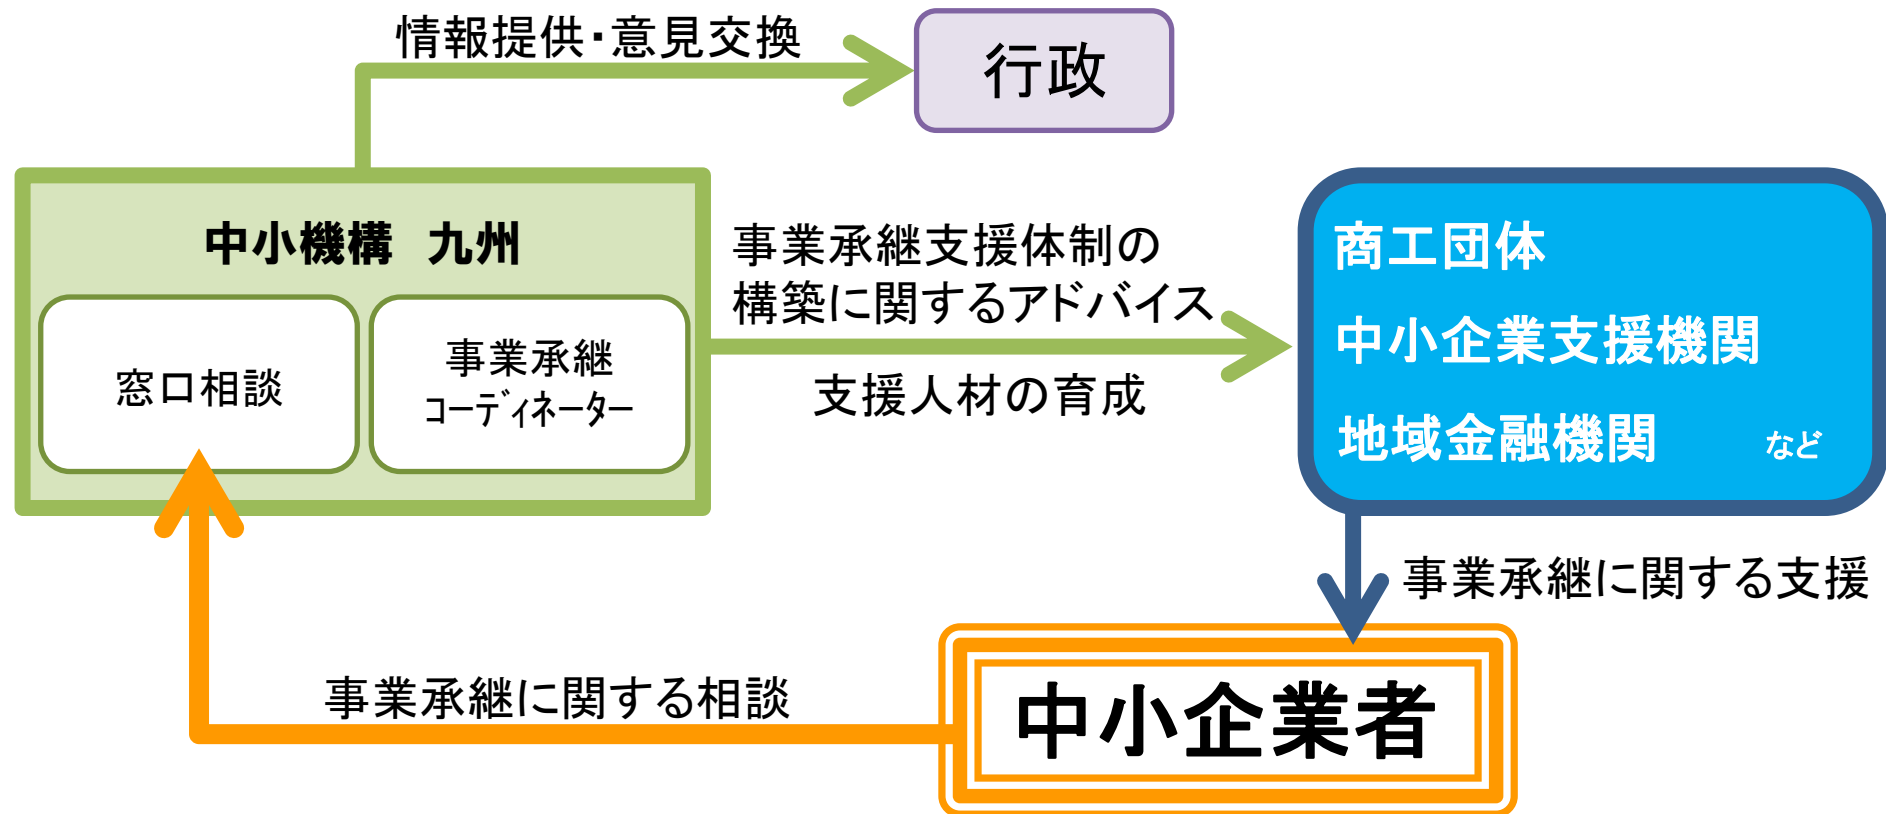 情報提供・意見交換
行政
中小機構　九州
窓口相談
事業承継
コーディネーター
事業承継支援体制の
構築に関するアドバイス
支援人材の育成
商工団体
中小企業支援機関
地域金融機関　など
事業承継に関する支援
事業承継に関する相談
中小企業者